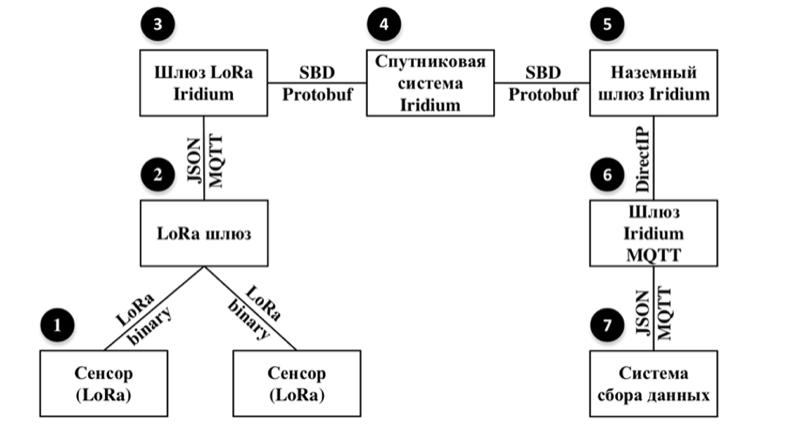 3
4
5
Шлюз LoRa
Iridium
SBD
Protobuf
Спутниковая
система
Iridium
SBD
Protobuf
Наземный
шлюз Iridium
JSON
MQTT
DirectIP
2
6
LoRa шлюз
Шлюз
Iridium
MQTT
LoRa
binary
LoRa
binary
JSON
MQTT
1
7
Сенсор
(LoRa)
Сенсор
(LoRa)
Система
сбора данных